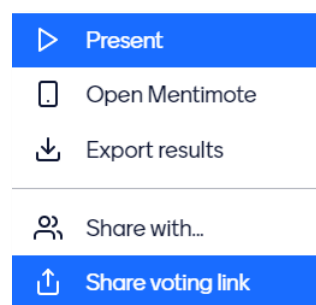 Present
Open Mentimote
Export results
Share with...
Share voting link